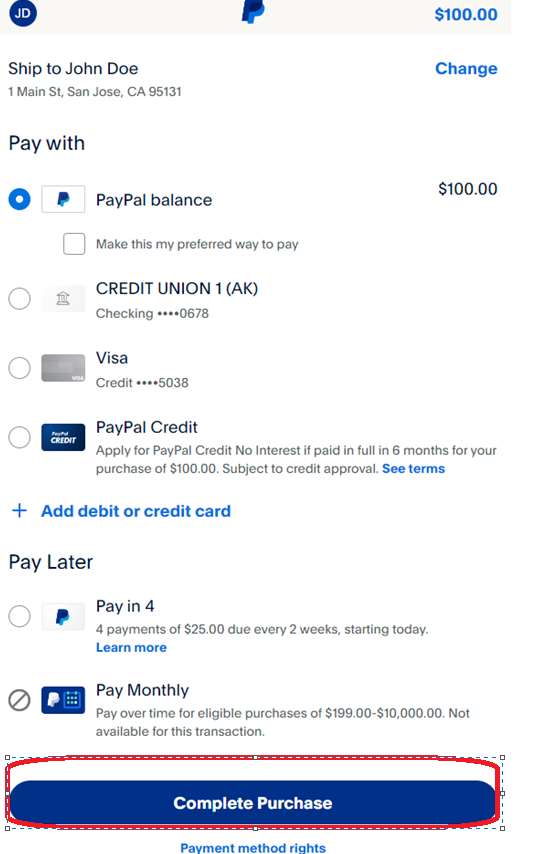 JD
$100.00
Ship to John Doe
Change
1 Main St, San Jose, CA 95131
Pay with
PayPal balance
$100.00
Make this my preferred way to pay
CREDIT UNION 1 (AK)
Checking ••••0678
Visa
VISA
Credit ••••5038
PayPal Credit
PayPal
CREDIT
Apply for PayPal Credit No Interest if paid in full in 6 months for your
purchase of $100.00. Subject to credit approval. See terms
+ Add debit or credit card
Pay Later
Pay in 4
4 payments of $25.00 due every 2 weeks, starting today.
Learn more
Pay Monthly
Pay over time for eligible purchases of $199.00-$10,000.00. Not
available for this transaction.
Complete Purchase
Payment method rights